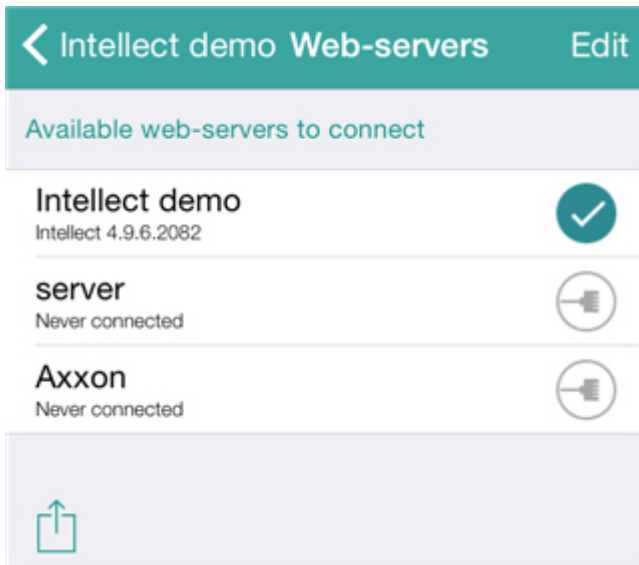 Intellect demo Web-servers Edit
Available web-servers to connect
Intellect demo
Intellect 4.9.6.2082
server
Never connected
Axxon
Never connected